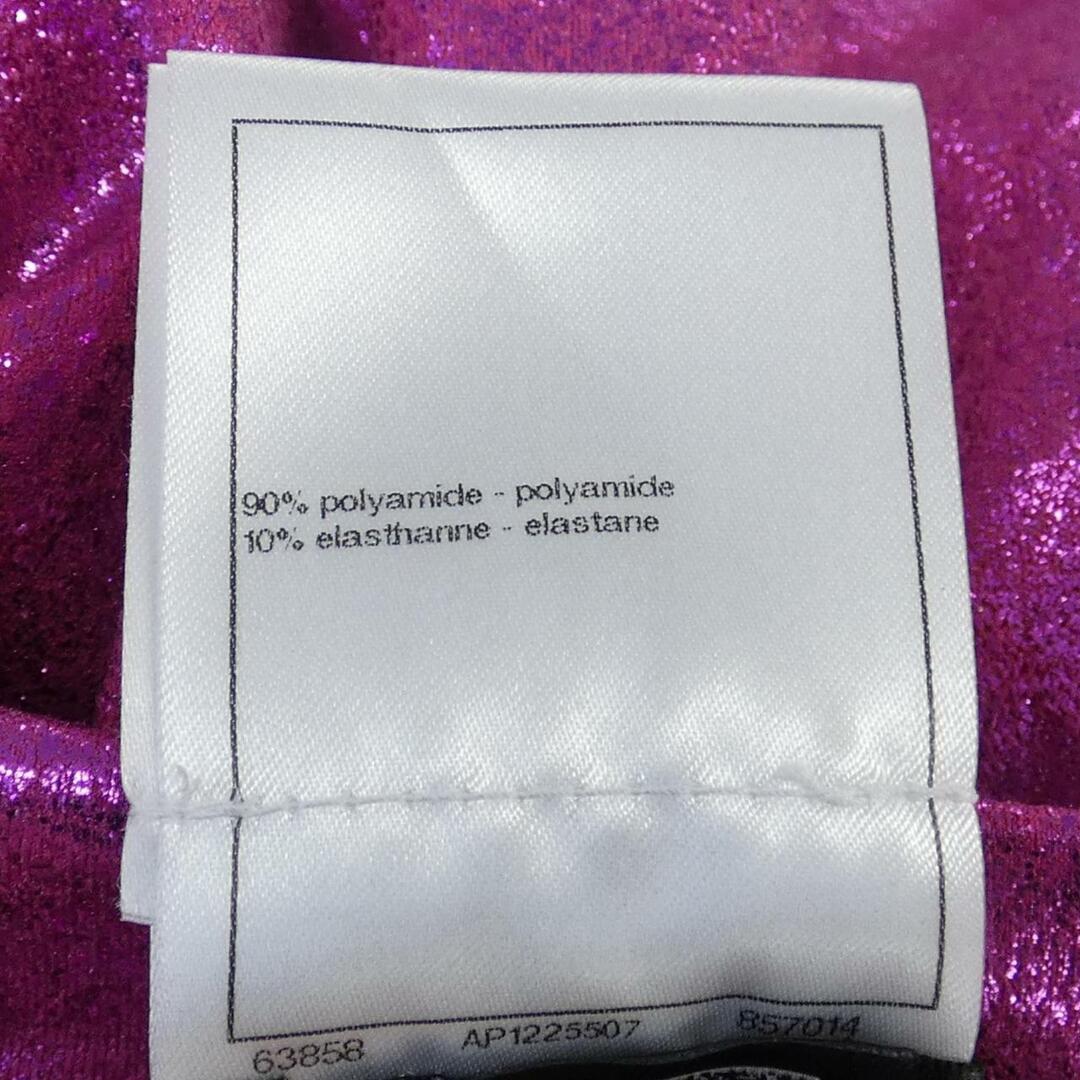 90% polyamide - polyamide
10% elasthanne - elastane
63858 AP1225507 857014